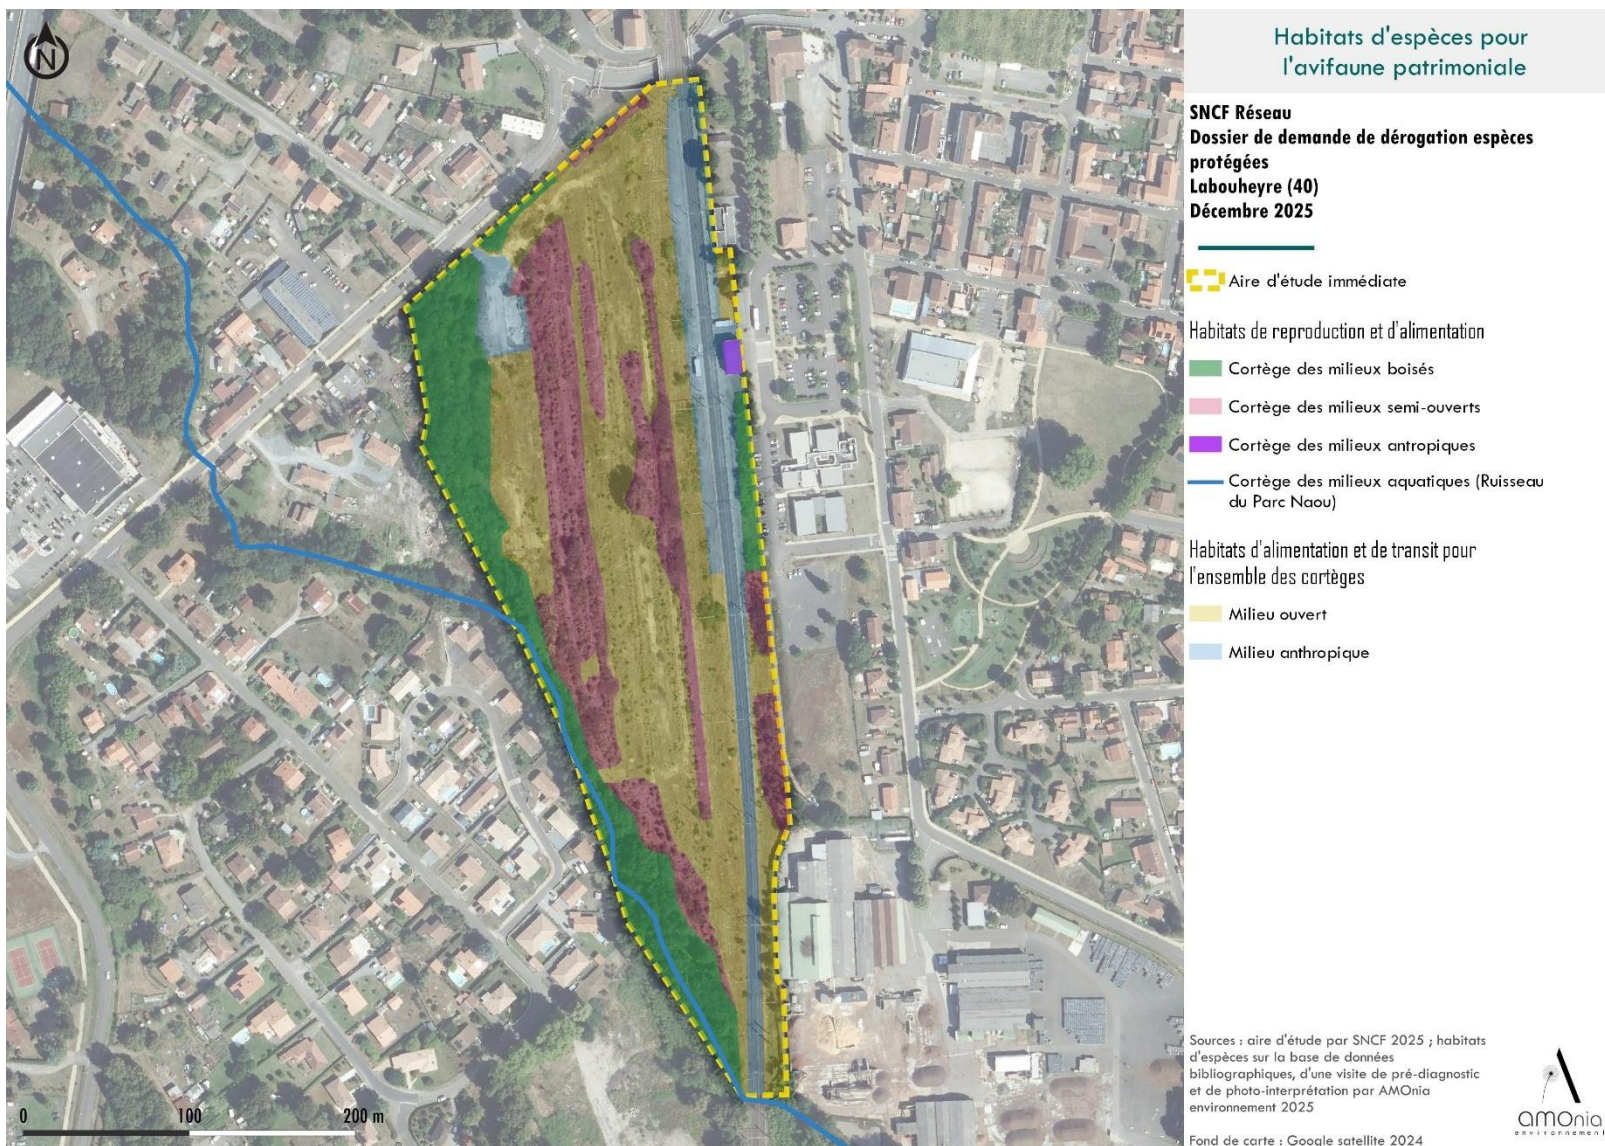 N
Habitats d'espèces pour
l'avifaune patrimoniale
SNCF Réseau
Dossier de demande de dérogation espèces
protégées
Labouheyre (40)
Décembre 2025
Aire d'étude immédiate
Habitats de reproduction et d'alimentation
Cortège des milieux boisés
Cortège des milieux semi-ouverts
Cortège des milieux antropiques
Cortège des milieux aquatiques (Ruisseau
du Parc Naou)
Habitats d'alimentation et de transit pour
l'ensemble des cortèges
Milieu ouvert
Milieu anthropique
Sources : aire d'étude par SNCF 2025 ; habitats
d'espèces sur la base de données
bibliographiques, d'une visite de pré-diagnostic
et de photo-interprétation par AMOnia
environnement 2025
Fond de carte : Google satellite 2024
amOnia
environnement
0 100 200 m